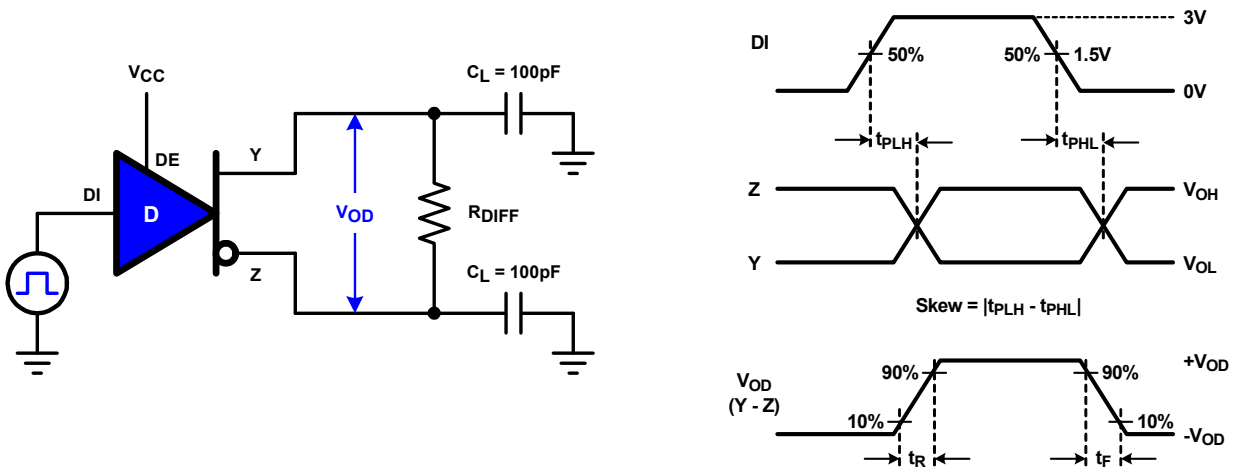 VCC
DE
DI
D
Y
Z
VOD
CL = 100pF
RDIFF
CL = 100pF
DI
3V
50%
50%
1.5V
0V
tPLH
tPHL
Z
VOH
Y
VOL
Skew = |tPLH - tPHL|
VOD
(Y - Z)
90%
90%
+VOD
10%
10%
-VOD
tR
tF